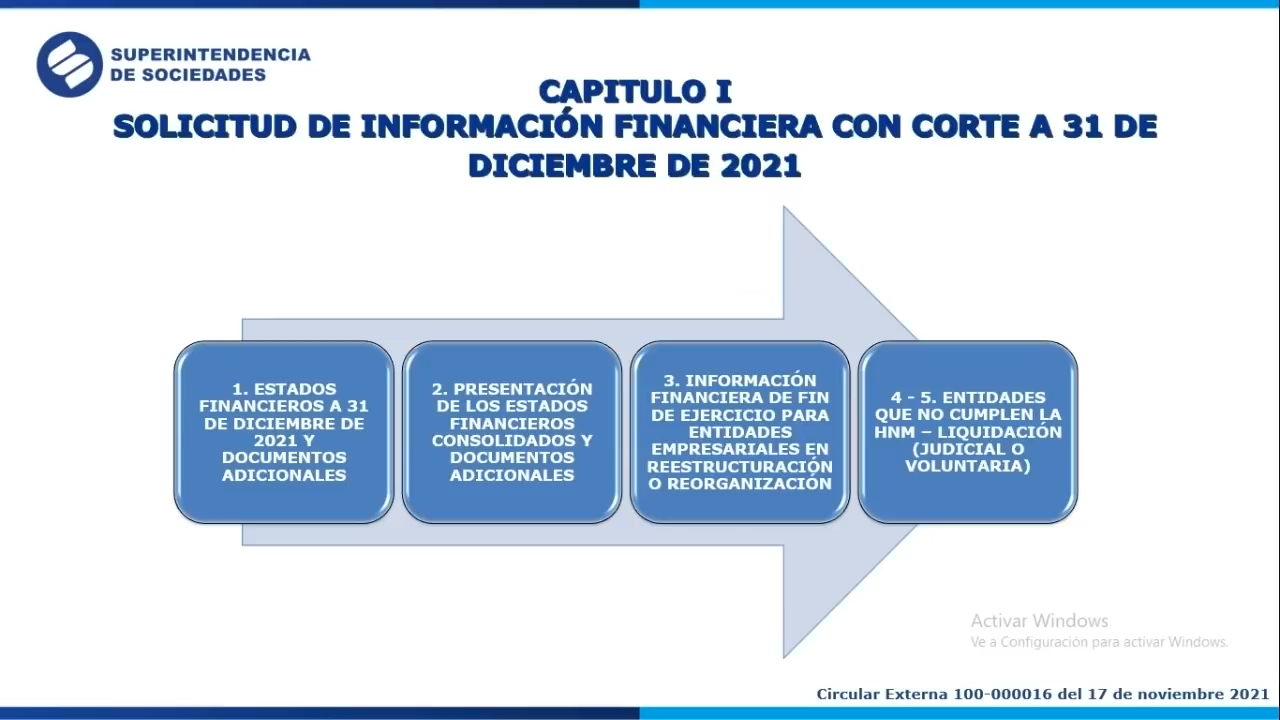 SUPERINTENDENCIA
DE SOCIEDADES
CAPITULO I
SOLICITUD DE INFORMACIÓN FINANCIERA CON CORTE A 31 DE
DICIEMBRE DE 2021
1. ESTADOS
FINANCIEROS A 31
DE DICIEMBRE DE
2021 Y
DOCUMENTOS
ADICIONALES
2. PRESENTACIÓN
DE LOS ESTADOS
FINANCIEROS
CONSOLIDADOS Y
DOCUMENTOS
ADICIONALES
3. INFORMACIÓN
FINANCIERA DE FIN
DE EJERCICIO PARA
ENTIDADES
EMPRESARIALES EN
REESTRUCTURACIÓN
O REORGANIZACIÓN
4 - 5. ENTIDADES
QUE NO CUMPLEN LA
HNM – LIQUIDACIÓN
(JUDICIAL O
VOLUNTARIA)
Activar Windows
Ve a Configuración para activar Windows.
Circular Externa 100-000016 del 17 de noviembre 2021